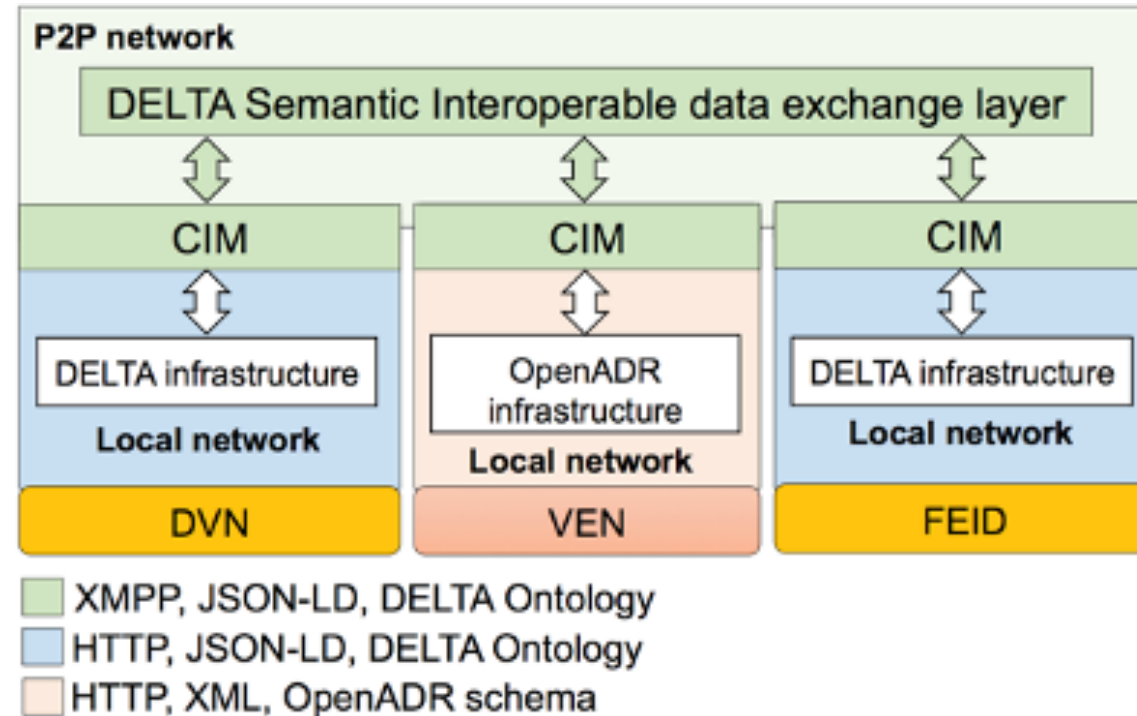 P2P network
DELTA Semantic Interoperable data exchange layer
CIM
CIM
CIM
DELTA infrastructure
OpenADR
infrastructure
DELTA infrastructure
Local network
Local network
Local network
DVN
VEN
FEID
XMPP, JSON-LD, DELTA Ontology
HTTP, JSON-LD, DELTA Ontology
HTTP, XML, OpenADR schema